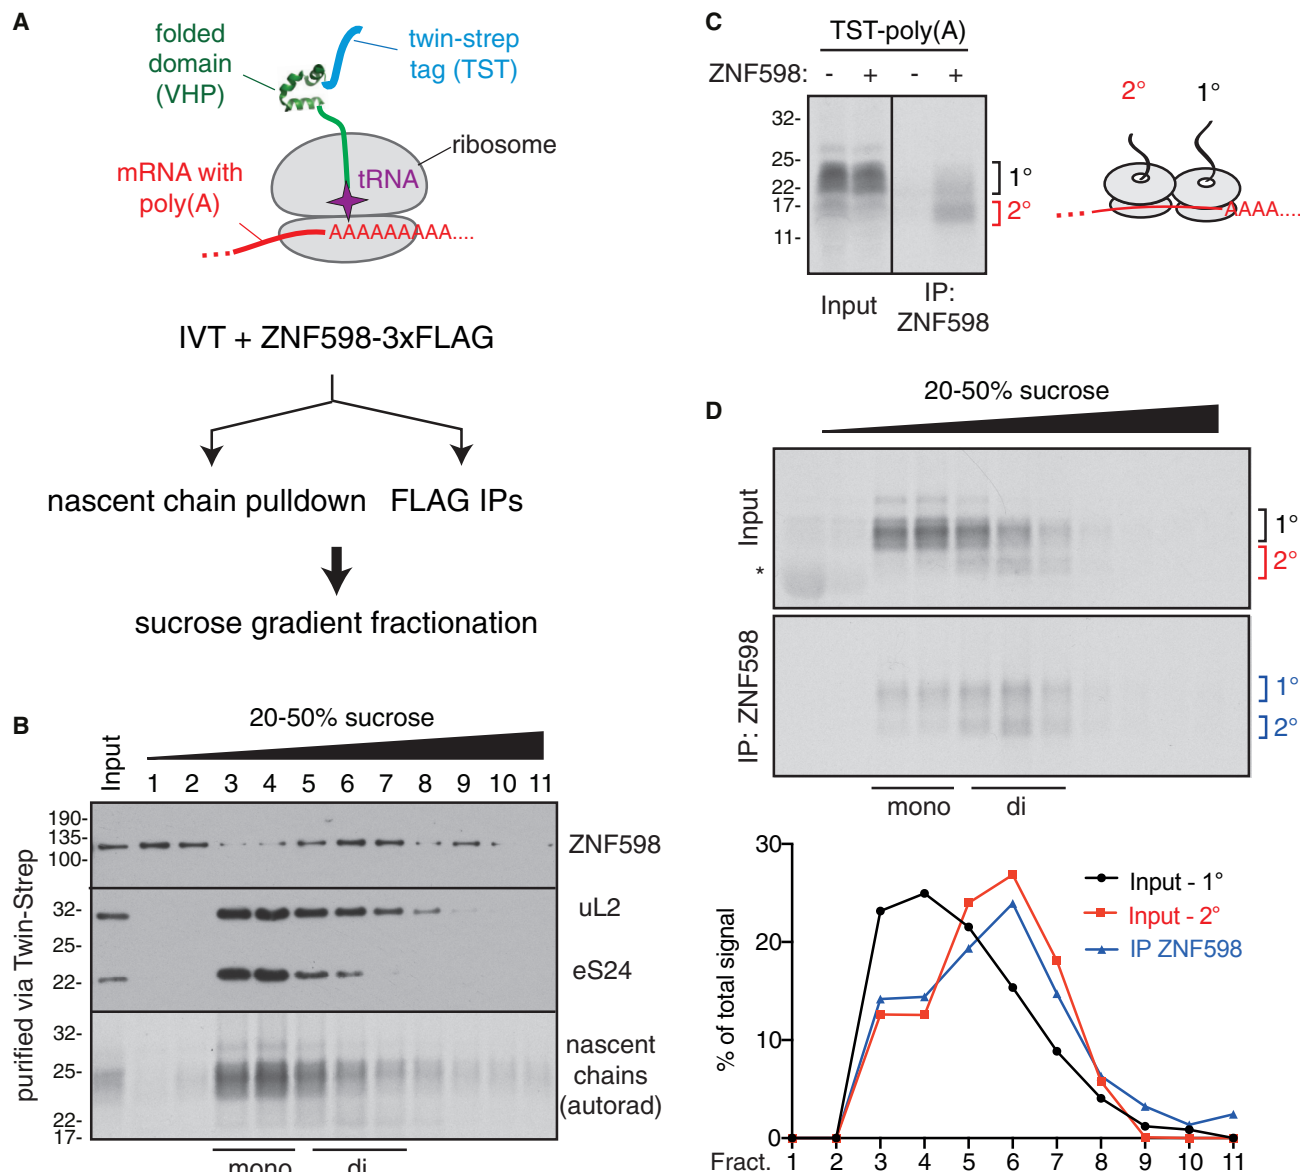 A
folded
domain
(VHP)
twin-strep
tag (TST)
ribosome
mRNA with
poly(A)
tRNA
AAAAAAAAA....
IVT + ZNF598-3xFLAG
nascent chain pulldown
FLAG IPs
sucrose gradient fractionation
B
20-50% sucrose
Input 1 2 3 4 5 6 7 8 9 10 11
190-
135-
100-
ZNF598
32-
uL2
25-
22-
eS24
32-
25-
22-
17-
nascent
chains
(autorad)
purified via Twin-Strep
mono di
C
TST-poly(A)
ZNF598: - + - +
32-
25-
22-
17-
11-
1°
2°
Input
IP:
ZNF598
2° 1°
AAAA....
D
20-50% sucrose
Input
*
1°
2°
IP: ZNF598
1°
2°
mono di
% of total signal
30
20
10
0
Input - 1°
Input - 2°
IP ZNF598
Fract. 1 2 3 4 5 6 7 8 9 10 11